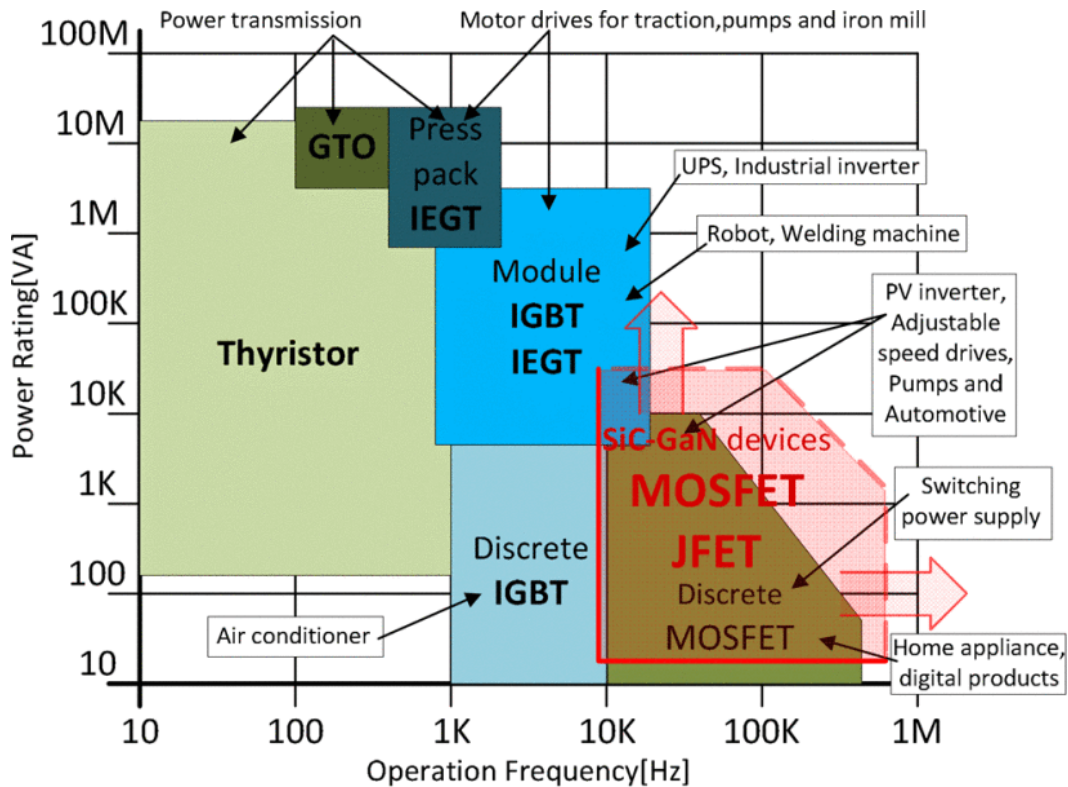 Power transmission
Motor drives for traction,pumps and iron mill
100M
10M
1M
100K
10K
1K
100
10
Power Rating[VA]
GTO
Press
pack
IEGT
UPS, Industrial inverter
Robot, Welding machine
Module
IGBT
IEGT
PV inverter,
Adjustable
speed drives,
Pumps and
Automotive
Thyristor
SiC-GaN devices
MOSFET
JFET
Switching
power supply
Discrete
IGBT
Discrete
MOSFET
Air conditioner
Home appliance,
digital products
10
100
1K
10K
100K
1M
Operation Frequency[Hz]